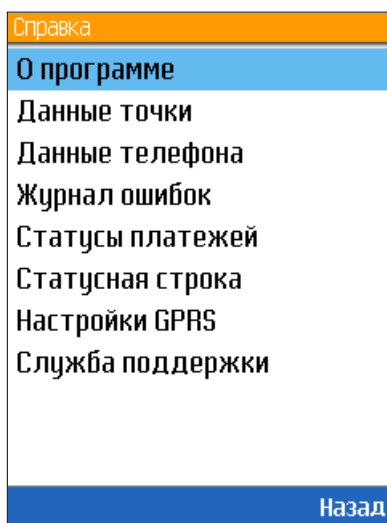 Справка
О программе
Данные точки
Данные телефона
Журнал ошибок
Статусы платежей
Статусная строка
Настройки GPRS
Служба поддержки
Назад